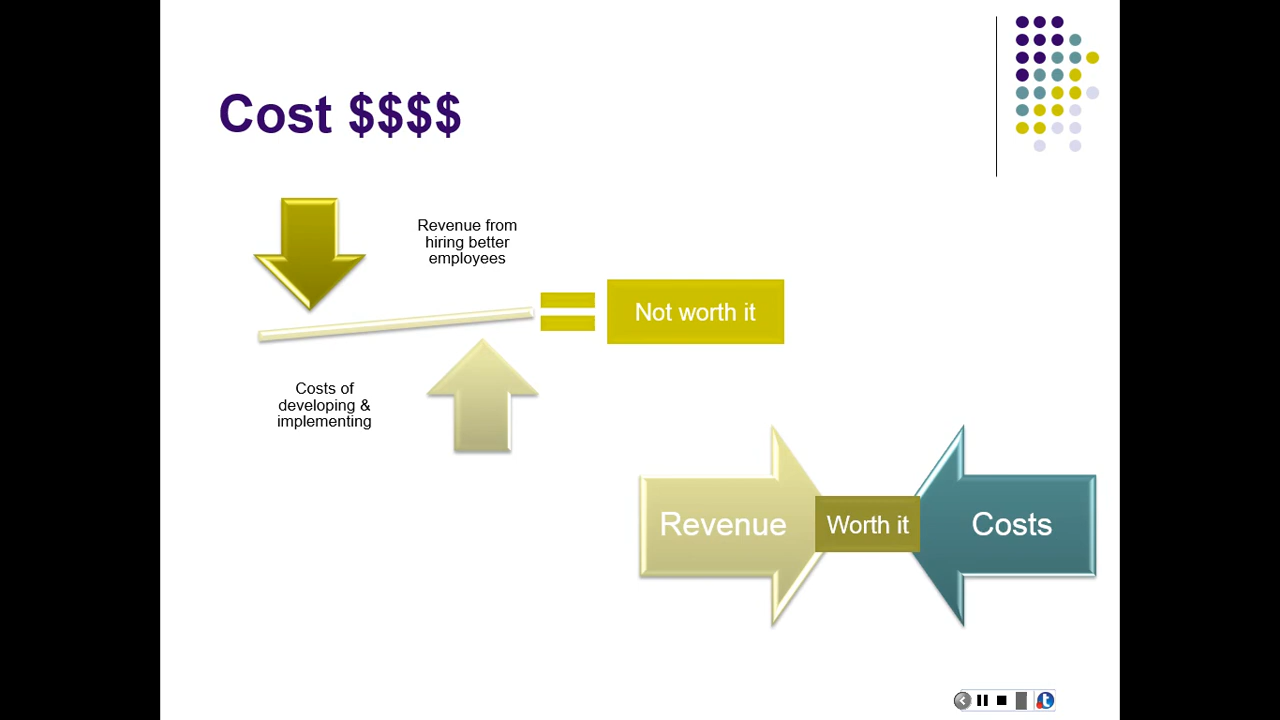 Cost $$$$
Revenue from
hiring better
employees
Not worth it
Costs of
developing &
implementing
Revenue
Worth it
Costs
t